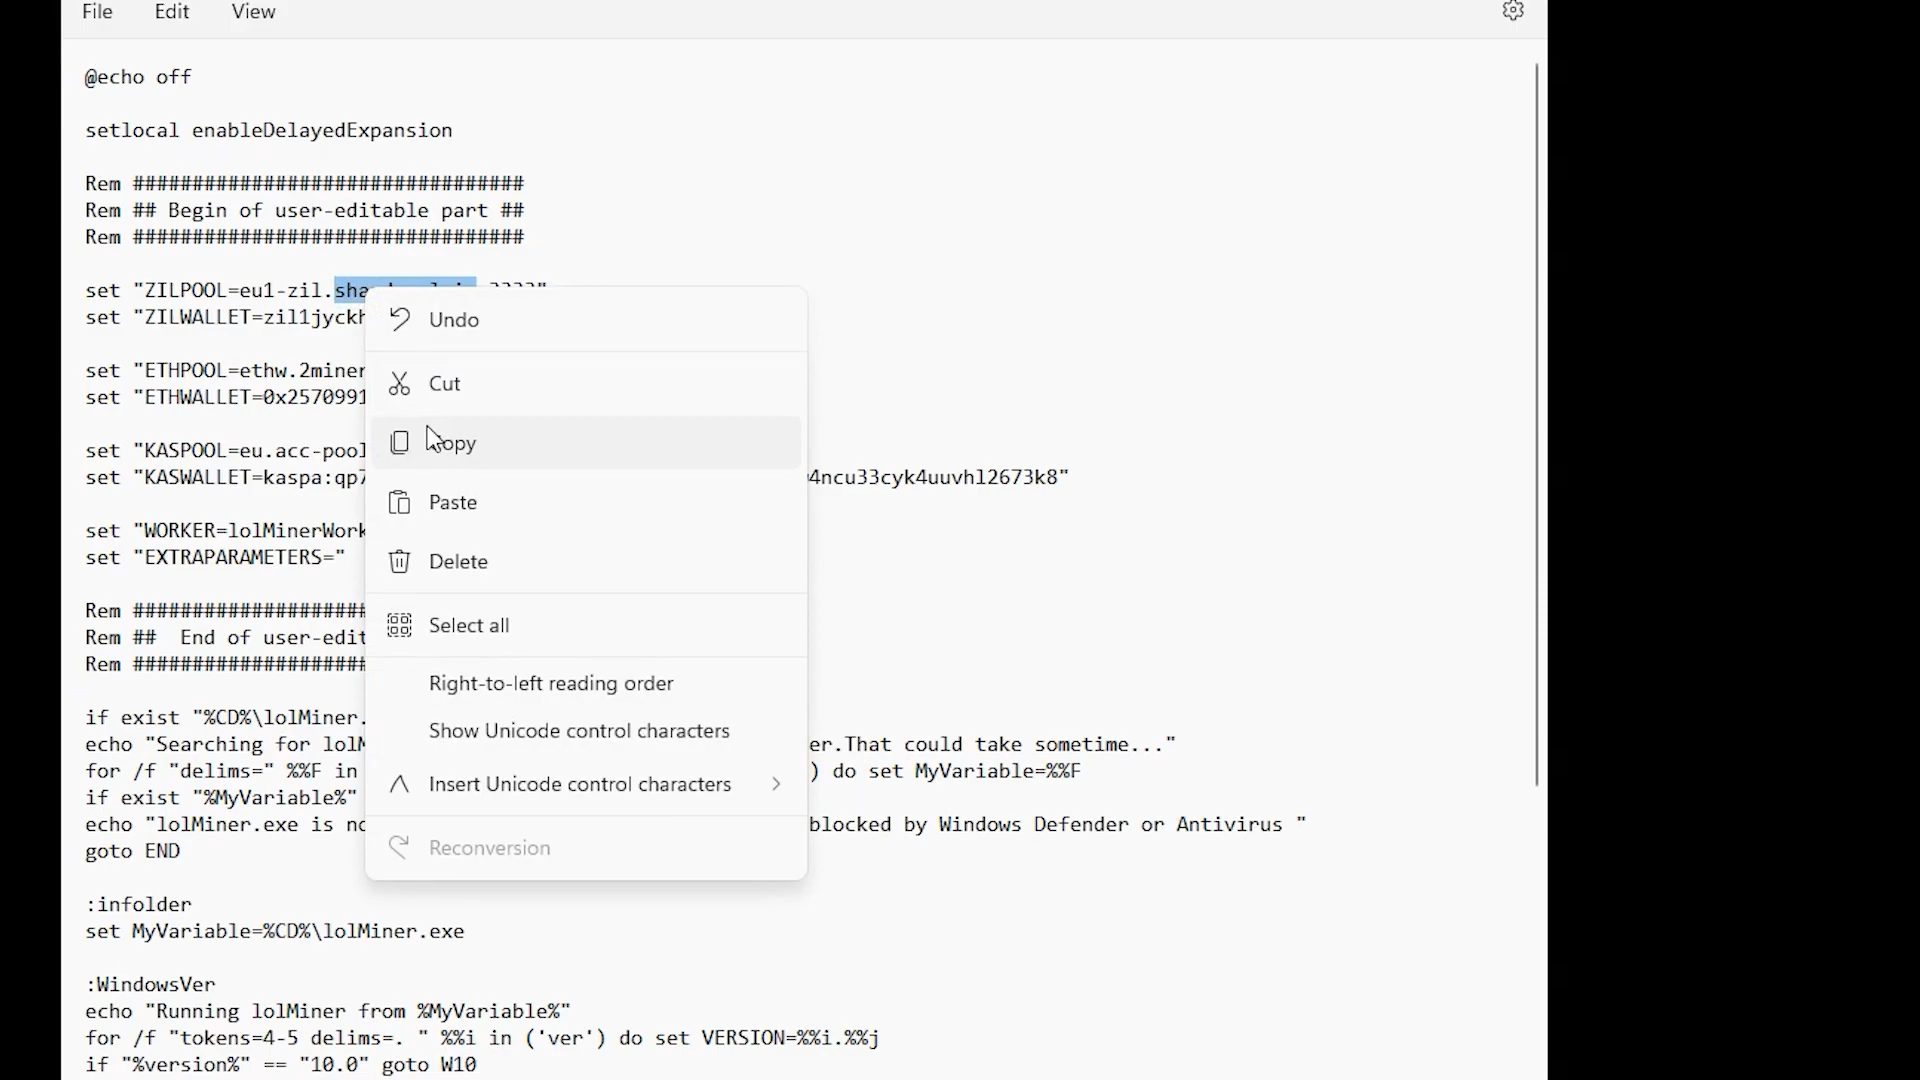 File Edit View
@echo off
setlocal enableDelayedExpansion
Rem #################################
Rem ## Begin of user-editable part ##
Rem #################################
set "ZILPOOL=eu1-zil.
set "ZILWALLET=zil1jyckh
set "ETHPOOL=ethw.2miner
set "ETHWALLET=0x2570991
set "KASPOOL=eu.acc-pool
set "KASWALLET=kaspa:qp7
4ncu33cyk4uuvhl2673k8"
set "WORKER=lolMinerWork
set "EXTRAPARAMETERS="
Rem ####################
Rem ## End of user-edit
Rem ####################
if exist "%CD%\lolMiner.
echo "Searching for lolM
er.That could take sometime..."
for /f "delims=" %%F in
) do set MyVariable=%%F
if exist "%MyVariable%"
echo "lolMiner.exe is no
blocked by Windows Defender or Antivirus "
goto END
:infolder
set MyVariable=%CD%\lolMiner.exe
:WindowsVer
echo "Running lolMiner from %MyVariable%"
for /f "tokens=4-5 delims=. " %%i in ('ver') do set VERSION=%%i.%%j
if "%version%" == "10.0" goto W10
Undo
Cut
Copy
Paste
Delete
Select all
Right-to-left reading order
Show Unicode control characters
Insert Unicode control characters
Reconversion